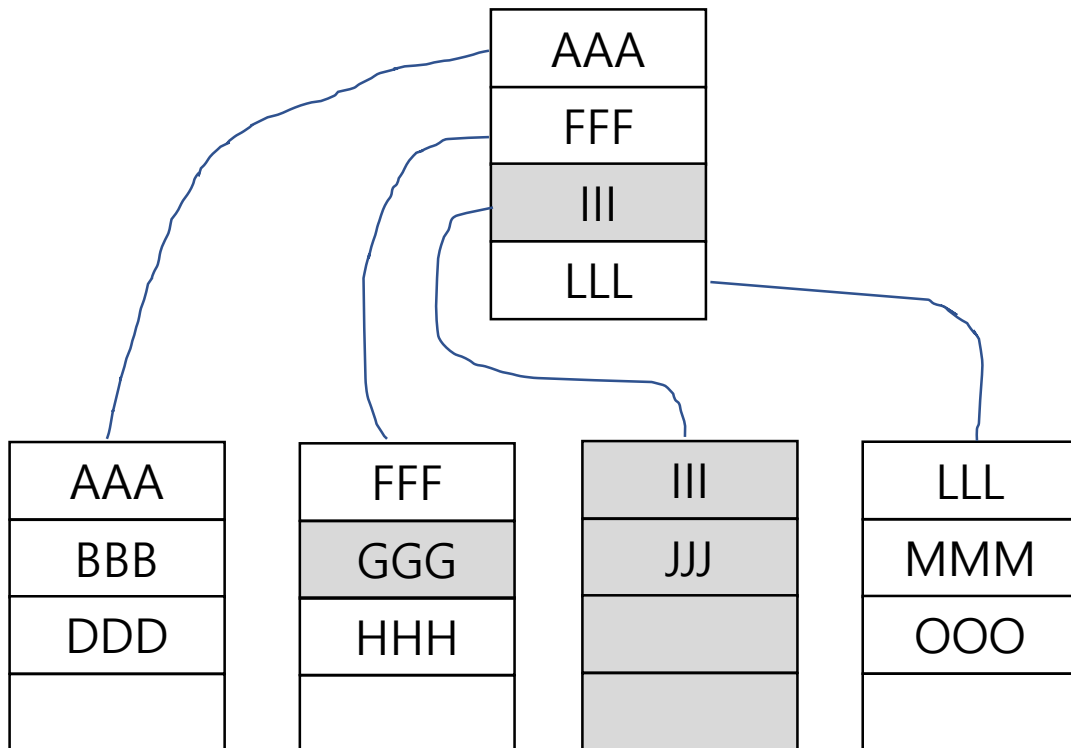 AAA
FFF
III
LLL
AAA
BBB
DDD
FFF
GGG
HHH
III
JJJ
LLL
MMM
OOO